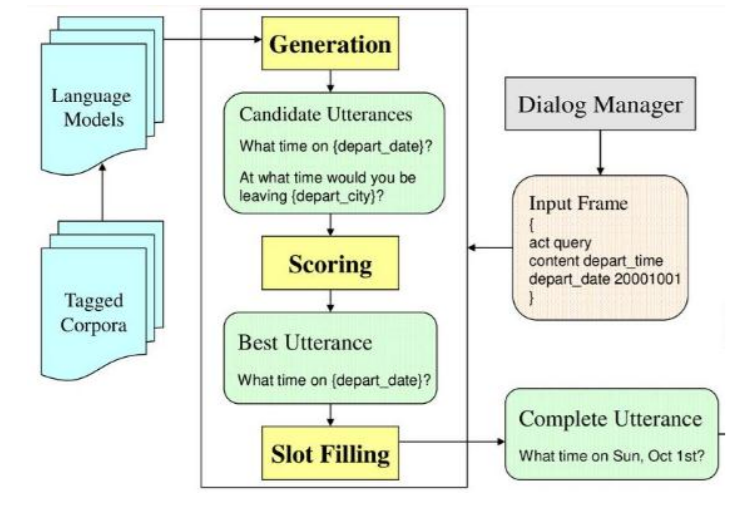 Generation
Language
Models
Candidate Utterances
What time on {depart_date}?
At what time would you be
leaving {depart_city}?
Dialog Manager
Input Frame
{
act query
content depart_time
depart_date 20001001
}
Scoring
Tagged
Corpora
Best Utterance
What time on {depart_date}?
Slot Filling
Complete Utterance
What time on Sun, Oct 1st?